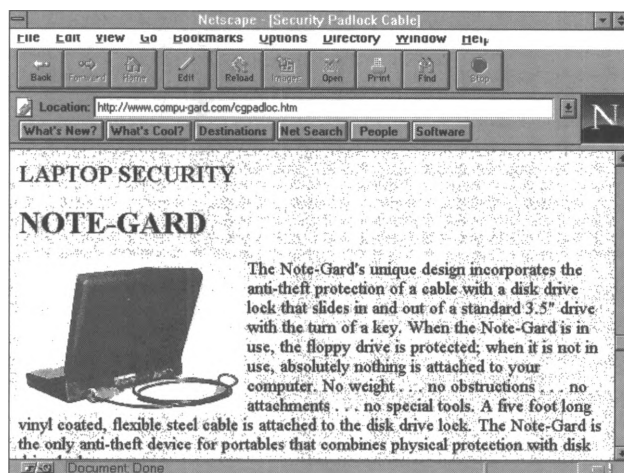 Netscape - [Security Padlock Cable]
File Edit View Go Bookmarks Options Directory Window Help
Back Forward Home Edit Reload Images Open Print Find Stop
Location: http://www.compu-gard.com/cgpadloc.htm
N
What's New? What's Cool? Destinations Net Search People Software
LAPTOP SECURITY
NOTE-GARD
The Note-Gard's unique design incorporates the
anti-theft protection of a cable with a disk drive
lock that slides in and out of a standard 3.5" drive
with the turn of a key. When the Note-Gard is in
use, the floppy drive is protected; when it is not in
use, absolutely nothing is attached to your
computer. No weight . . . no obstructions . . . no
attachments . . . no special tools. A five foot long
vinyl coated, flexible steel cable is attached to the disk drive lock. The Note-Gard is
the only anti-theft device for portables that combines physical protection with disk
Document: Done